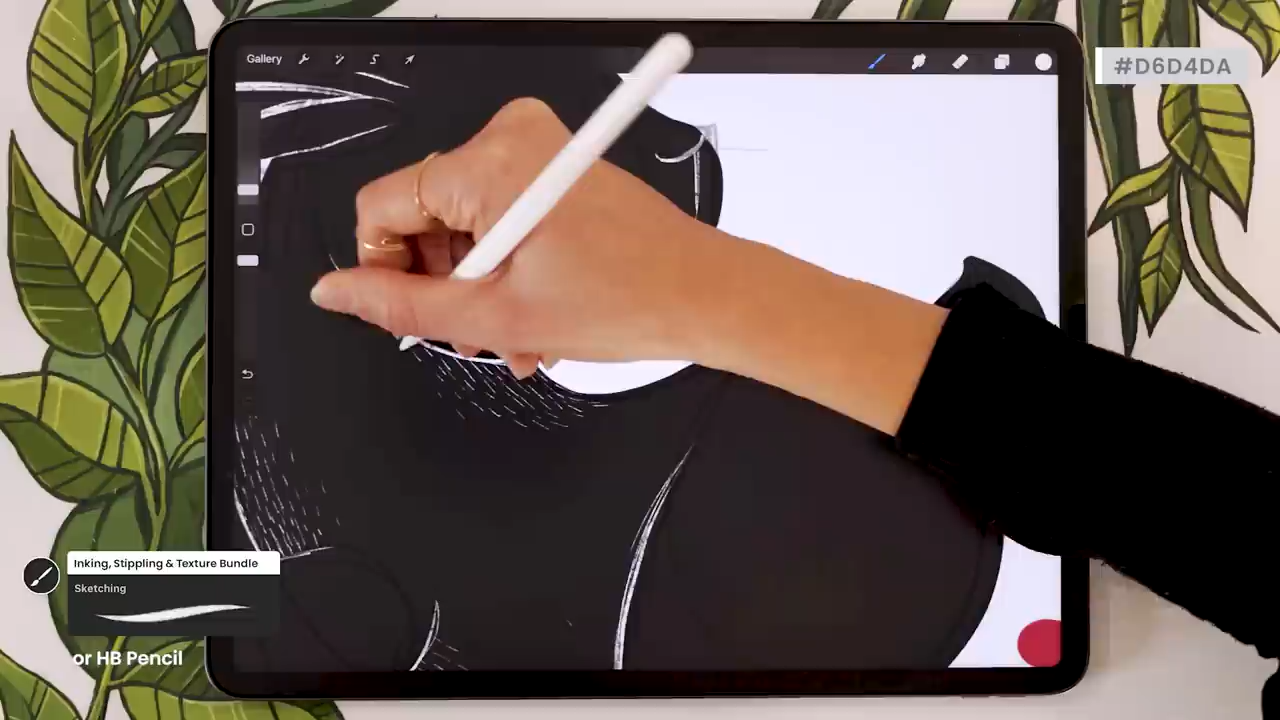 Gallery
#D6D4DA
Inking, Stippling & Texture Bundle
Sketching
or HB Pencil